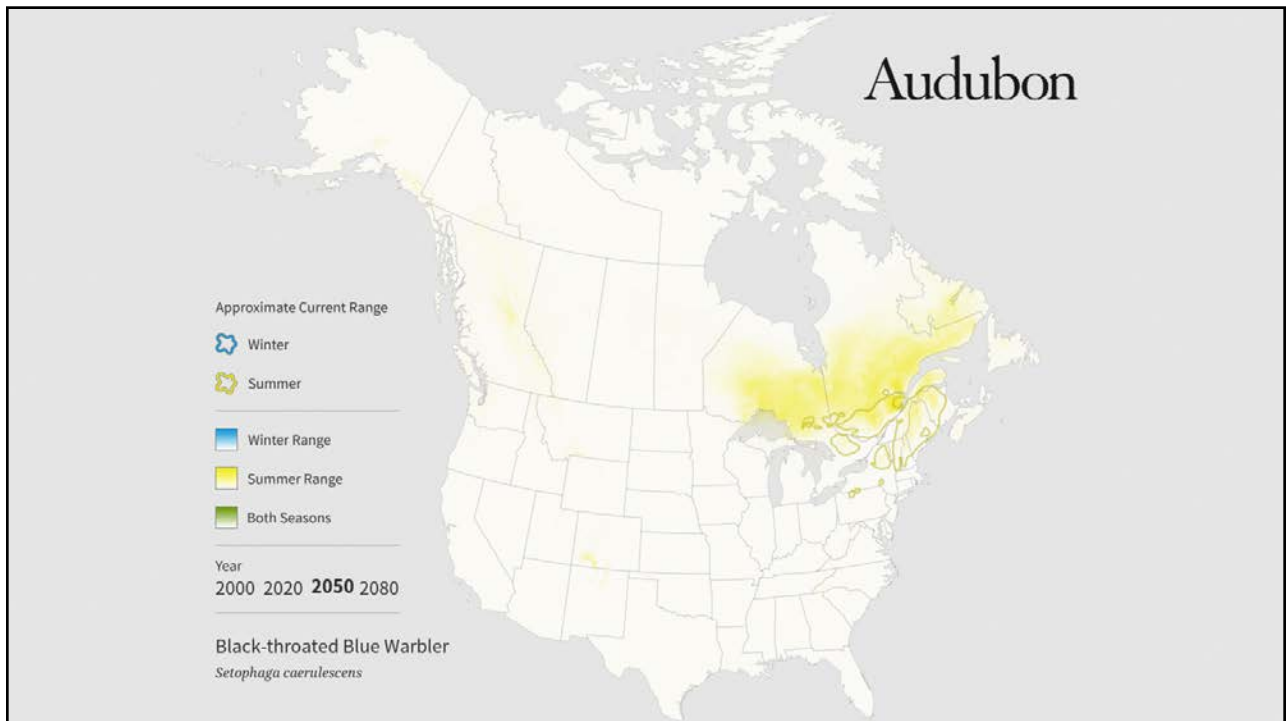 Audubon
Approximate Current Range
Winter
Summer
Winter Range
Summer Range
Both Seasons
Year
2000 2020 2050 2080
Black-throated Blue Warbler
Setophaga caerulescens